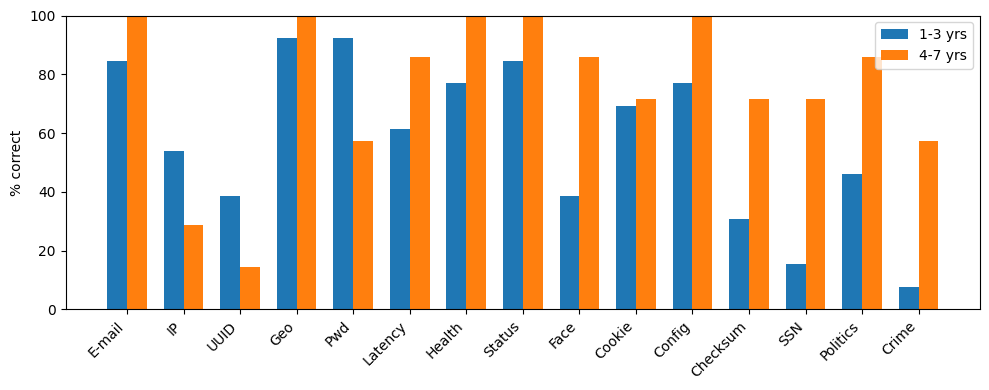 100
80
60
40
20
0
% correct
1-3 yrs
4-7 yrs
E-mail
IP
UUID
Geo
Pwd
Latency
Health
Status
Face
Cookie
Config
Checksum
SSN
Politics
Crime